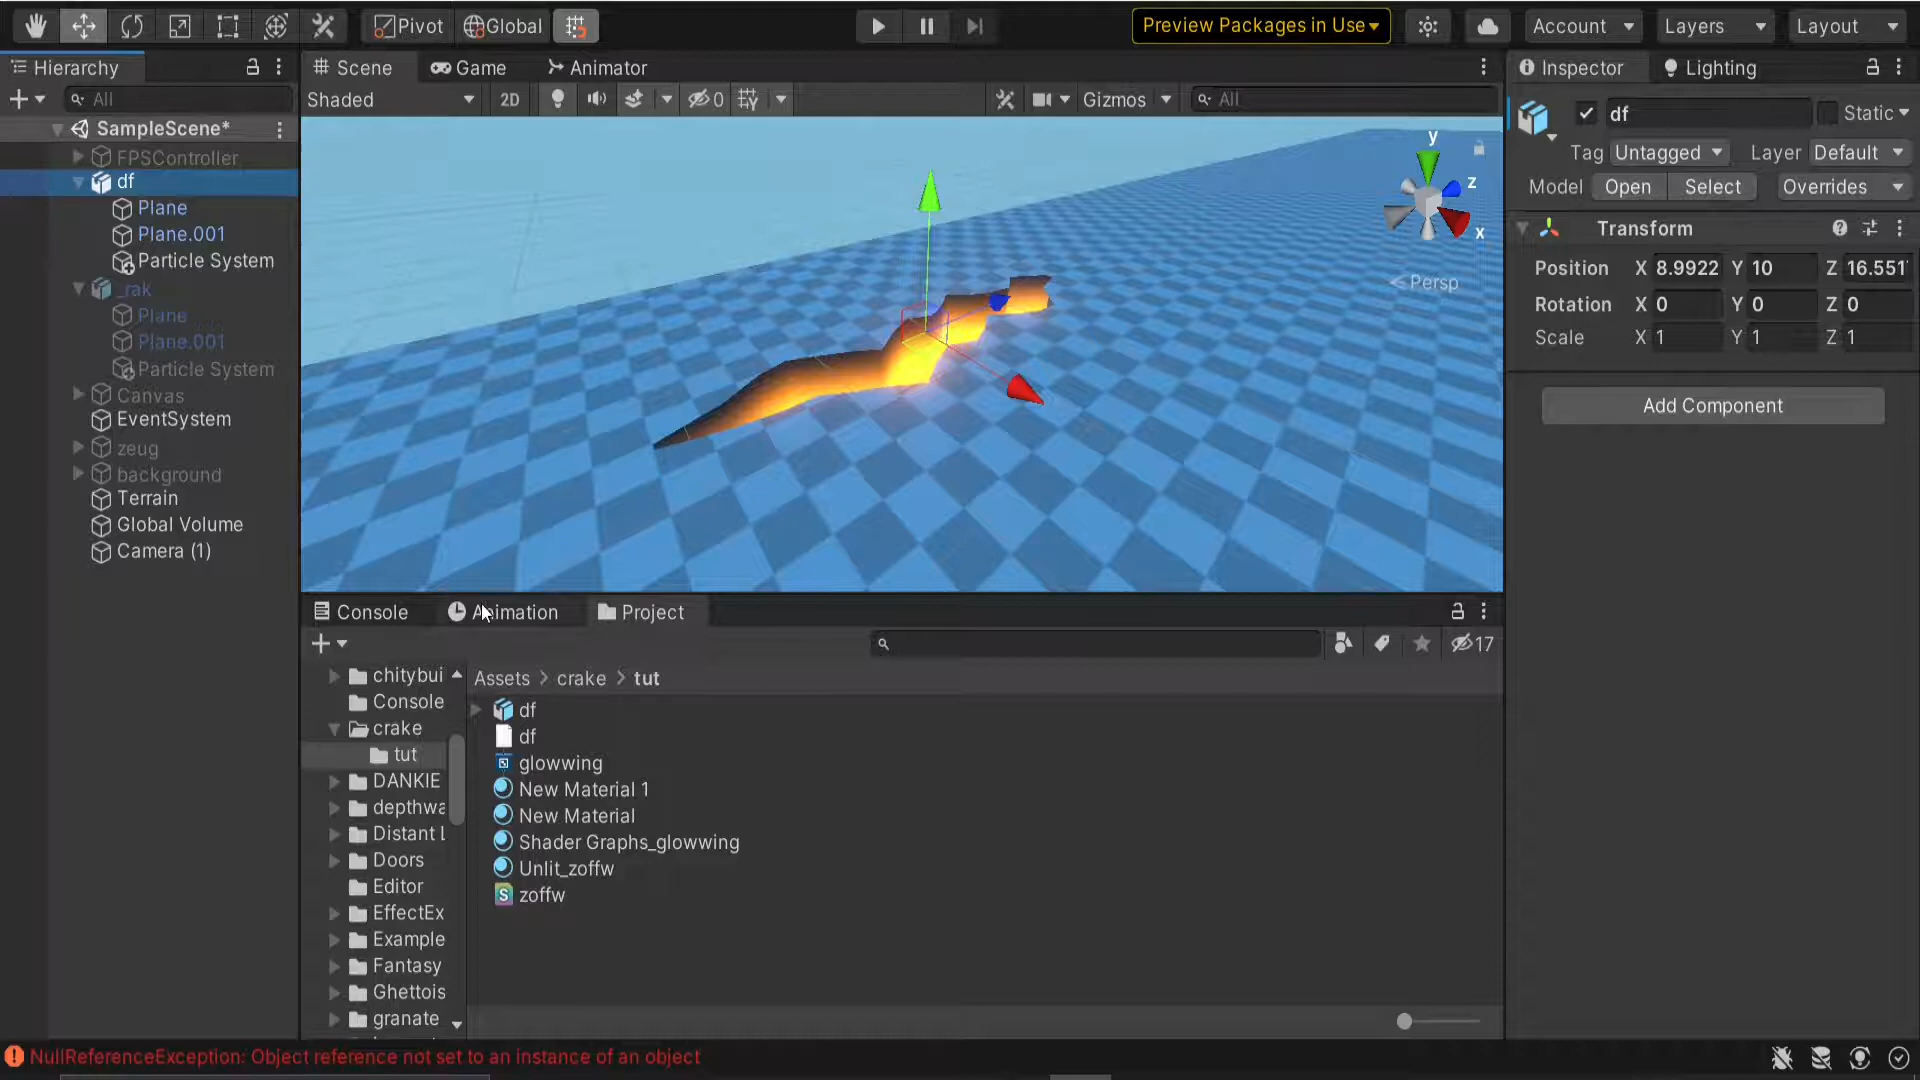 Pivot Global Preview Packages in Use Account Layers Layout
Hierarchy
All
SampleScene*
FPSController
df
Plane
Plane.001
Particle System
_rak
Plane
Plane.001
Particle System
Canvas
EventSystem
zeug
background
Terrain
Global Volume
Camera (1)
Scene Game Animator
Shaded 2D 0 Gizmos All
y
z
x
< Persp
Console Animation Project
17
chitybui
Console
crake
tut
DANKIE
depthwa
Distant L
Doors
Editor
EffectEx
Example
Fantasy
Ghettois
granate
Assets > crake > tut
df
df
glowwing
New Material 1
New Material
Shader Graphs_glowwing
Unlit_zoffw
zoffw
Inspector Lighting
df Static
Tag Untagged Layer Default
Model Open Select Overrides
Transform
Position X 8.9922 Y 10 Z 16.551
Rotation X 0 Y 0 Z 0
Scale X 1 Y 1 Z 1
Add Component
NullReferenceException: Object reference not set to an instance of an object